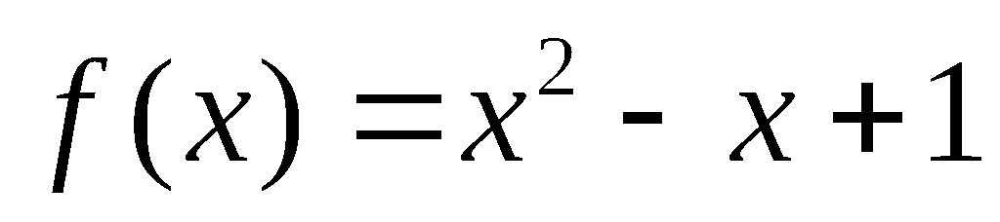 f(x) = x² - x + 1